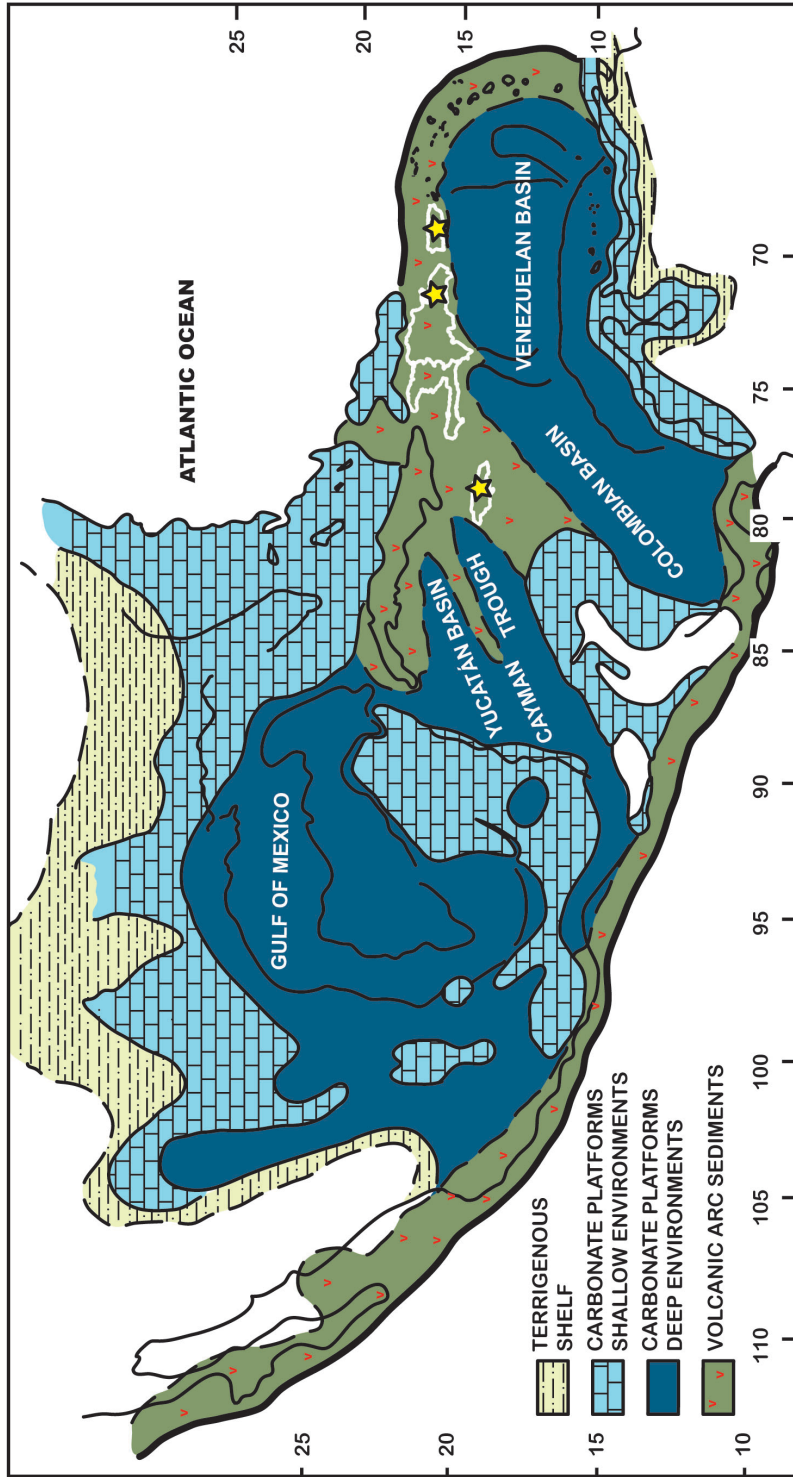 ATLANTIC OCEAN
GULF OF MEXICO
YUCATÁN BASIN
CAYMAN TROUGH
COLOMBIAN BASIN
VENEZUELAN BASIN
TERRIGENOUS
SHELF
CARBONATE PLATFORMS
SHALLOW ENVIRONMENTS
CARBONATE PLATFORMS
DEEP ENVIRONMENTS
VOLCANIC ARC SEDIMENTS
25
20
15
10
25
20
15
10
110
105
100
95
90
85
80
75
70